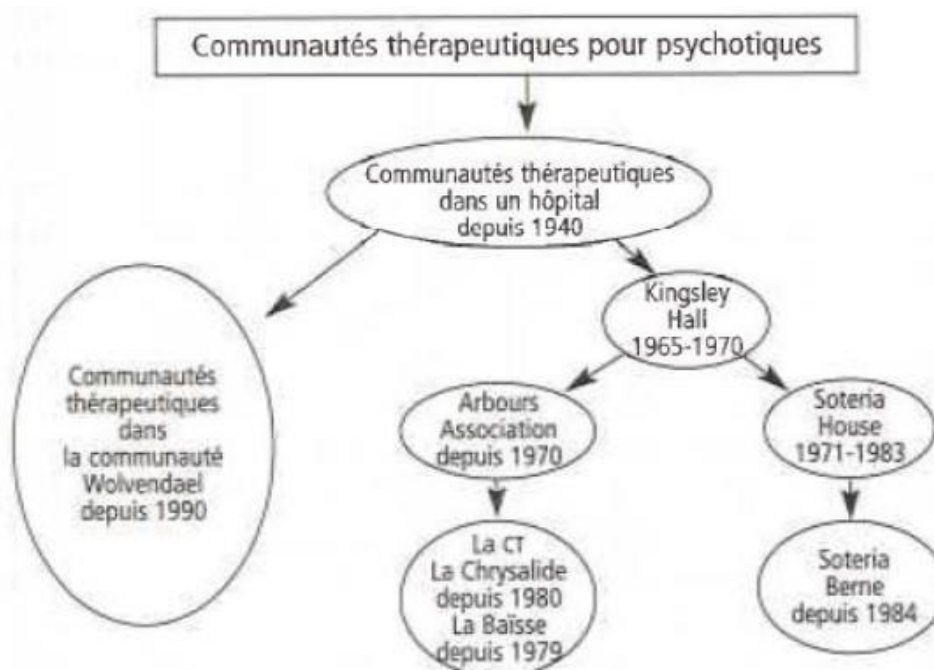 Communautés thérapeutiques pour psychotiques
Communautés thérapeutiques
dans un hôpital
depuis 1940
Kingsley
Hall
1965-1970
Communautés
thérapeutiques
dans
la communauté
Wolvendael
depuis 1990
Arbours
Association
depuis 1970
Soteria
House
1971-1983
La CT
La Chrysalide
depuis 1980
La Baïsse
depuis 1979
Soteria
Berne
depuis 1984